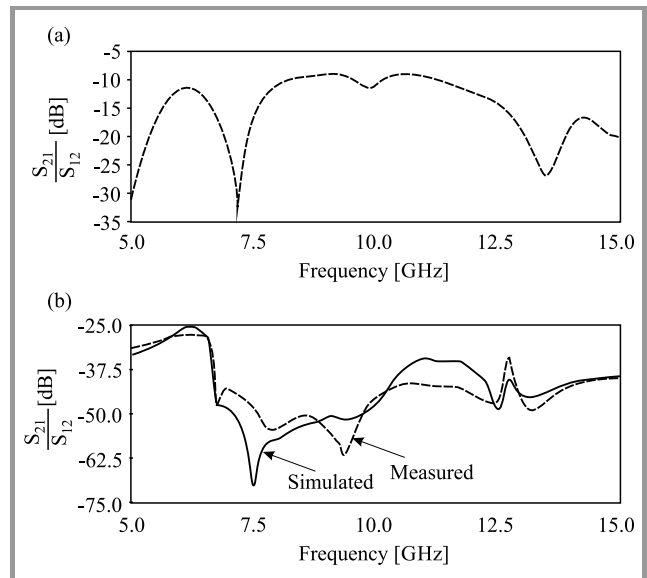 (a)
-5
-10
-15
-20
-25
-30
-35
S21/S12 [dB]
5.0 7.5 10.0 12.5 15.0
Frequency [GHz]
(b)
-25.0
-37.5
-50.0
-62.5
-75.0
S21/S12 [dB]
Simulated
Measured
5.0 7.5 10.0 12.5 15.0
Frequency [GHz]